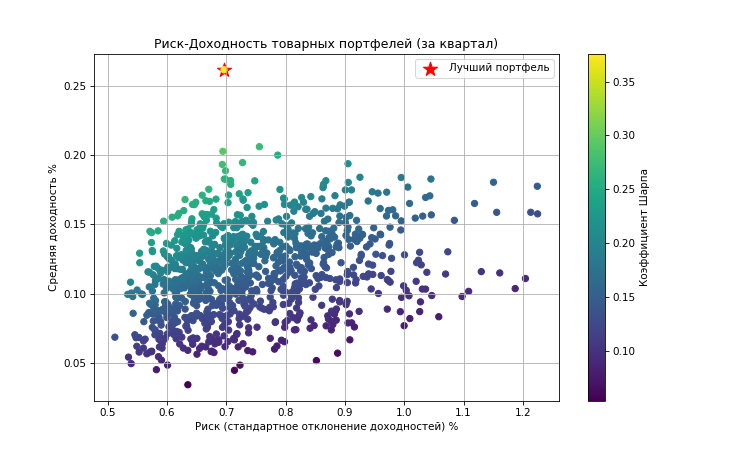 Риск-Доходность товарных портфелей (за квартал)
Лучший портфель
0.25
0.20
0.15
0.10
0.05
Средняя доходность %
0.5 0.6 0.7 0.8 0.9 1.0 1.1 1.2
Риск (стандартное отклонение доходностей) %
0.35
0.30
0.25
0.20
0.15
0.10
Коэффициент Шарпа